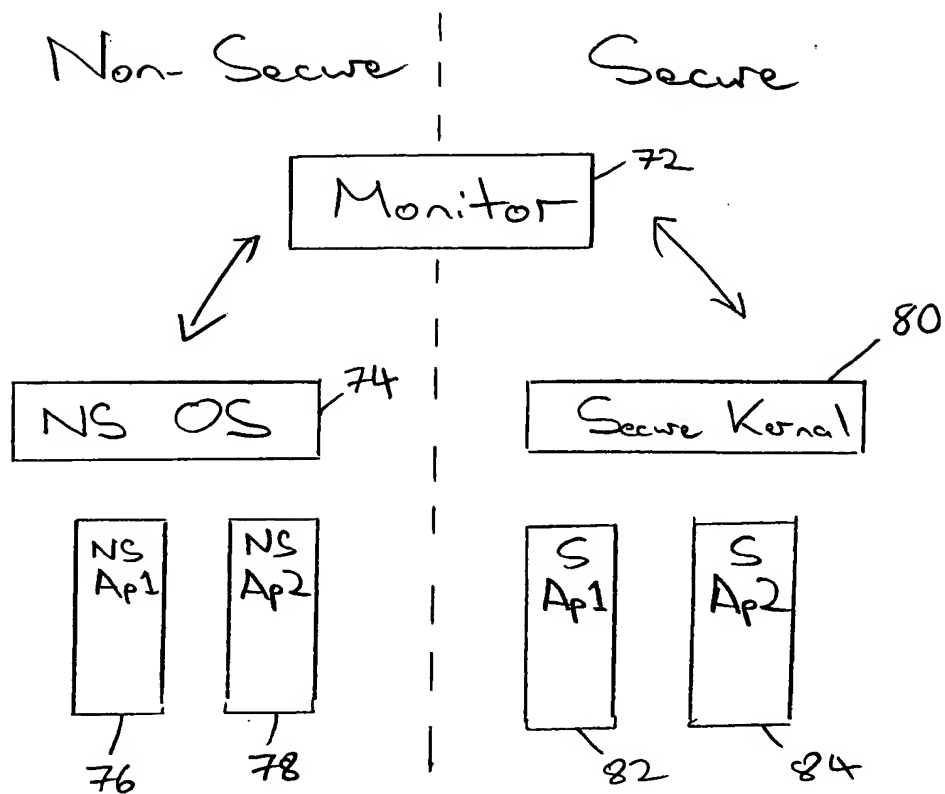 Non-Secure
Secure
Monitor
72
NS OS
74
Secure Kernal
80
NS
Ap1
NS
Ap2
S
Ap1
S
Ap2
76
78
82
84